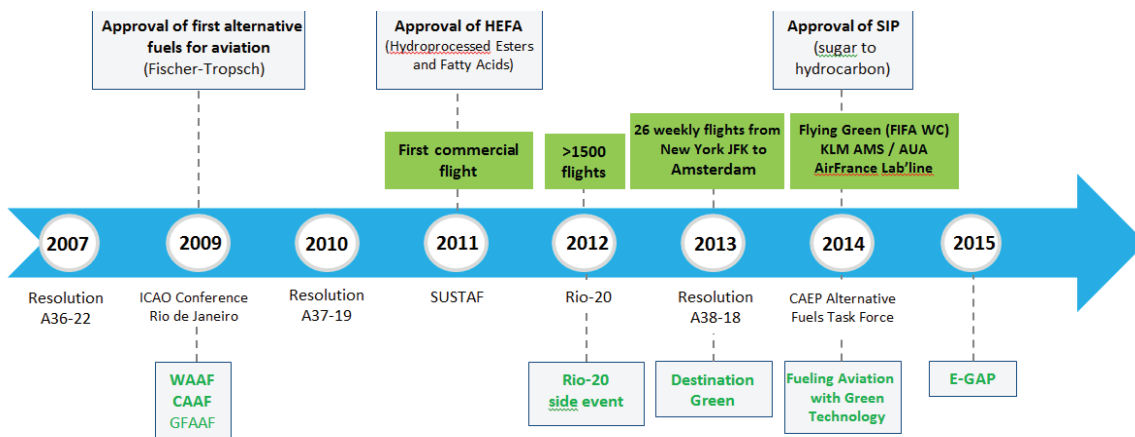 Approval of first alternative
fuels for aviation
(Fischer-Tropsch)
Approval of HEFA
(Hydroprocessed Esters
and Fatty Acids)
Approval of SIP
(sugar to
hydrocarbon)
First commercial
flight
>1500
flights
26 weekly flights from
New York JFK to
Amsterdam
Flying Green (FIFA WC)
KLM AMS / AUA
AirFrance Lab'line
2007
2009
2010
2011
2012
2013
2014
2015
Resolution
A36-22
ICAO Conference
Rio de Janeiro
Resolution
A37-19
SUSTAF
Rio-20
Resolution
A38-18
CAEP Alternative
Fuels Task Force
WAAF
CAAF
GFAAF
Rio-20
side event
Destination
Green
Fueling Aviation
with Green
Technology
E-GAP